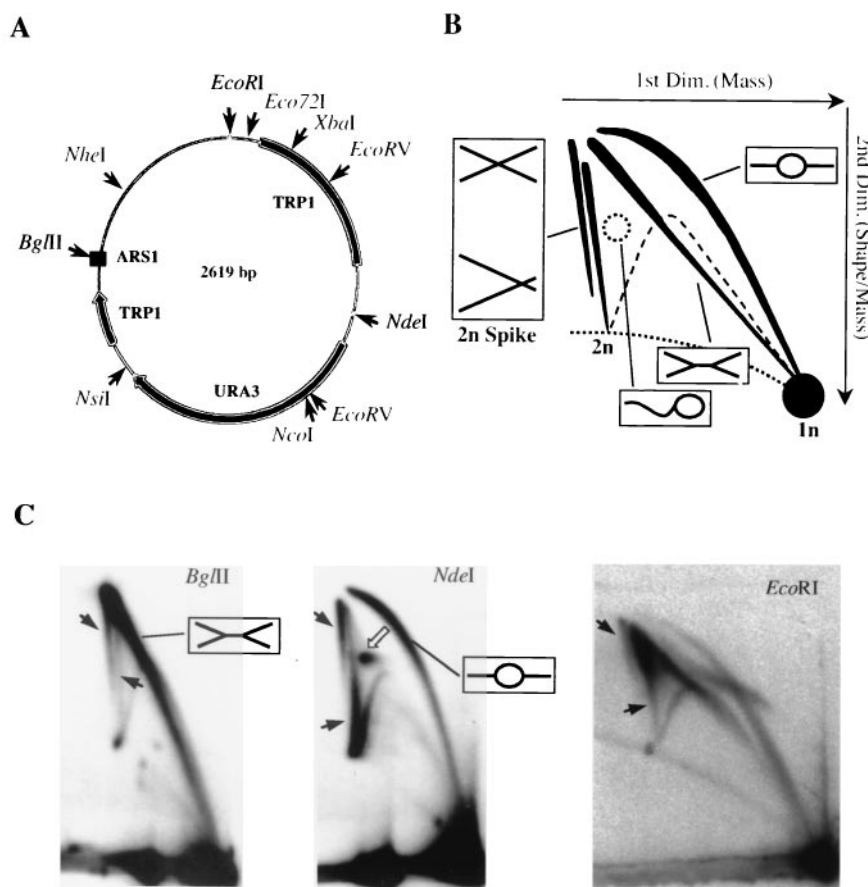 A
EcoRI
Eco72I
XbaI
EcoRV
NheI
TRP1
BglII
ARS1
2619 bp
TRP1
NdeI
NsiI
URA3
EcoRV
NcoI
B
1st Dim. (Mass)
2nd Dim. (Shape/Mass)
2n Spike
2n
1n
C
BglII
NdeI
EcoRI